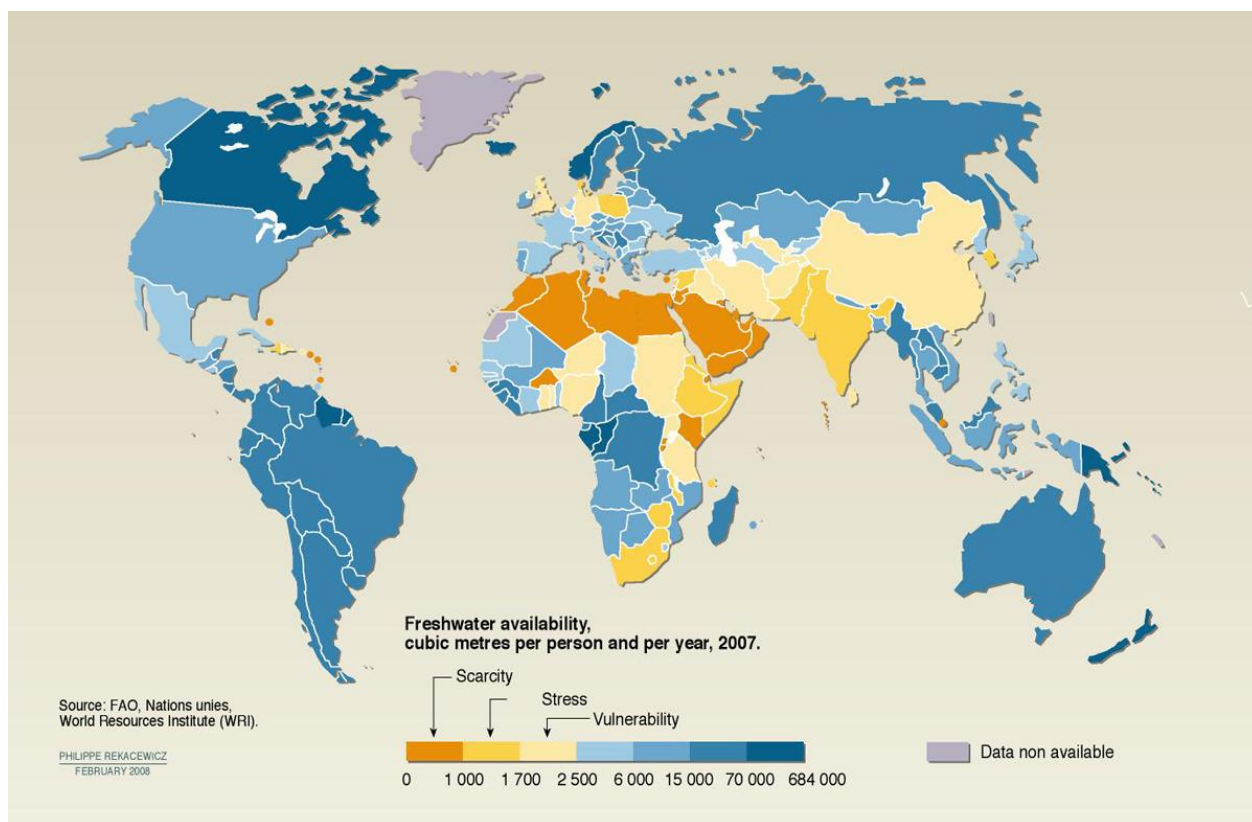 Freshwater availability,
cubic metres per person and per year, 2007.
Scarcity
Stress
Vulnerability
0 1 000 1 700 2 500 6 000 15 000 70 000 684 000
Data non available
Source: FAO, Nations unies,
World Resources Institute (WRI).
PHILIPPE REKACEWICZ
FEBRUARY 2008